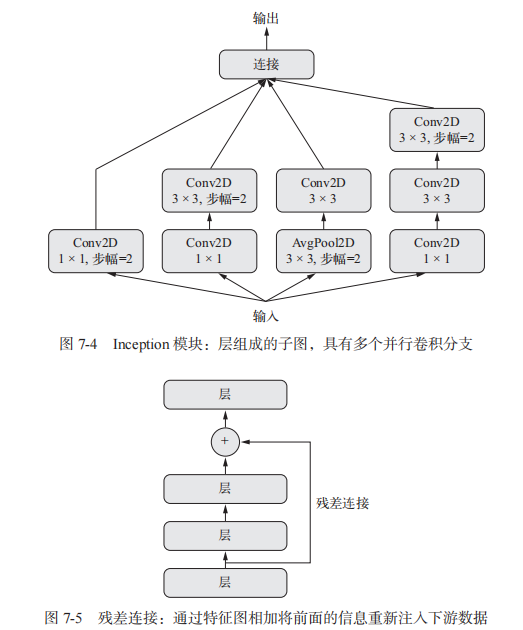 输出
连接
Conv2D
3 × 3, 步幅=2
Conv2D
3 × 3, 步幅=2
Conv2D
3 × 3
Conv2D
3 × 3
Conv2D
1 × 1, 步幅=2
Conv2D
1 × 1
AvgPool2D
3 × 3, 步幅=2
Conv2D
1 × 1
输入
图 7-4 Inception 模块：层组成的子图，具有多个并行卷积分支
层
+
层
残差连接
层
层
图 7-5 残差连接：通过特征图相加将前面的信息重新注入下游数据